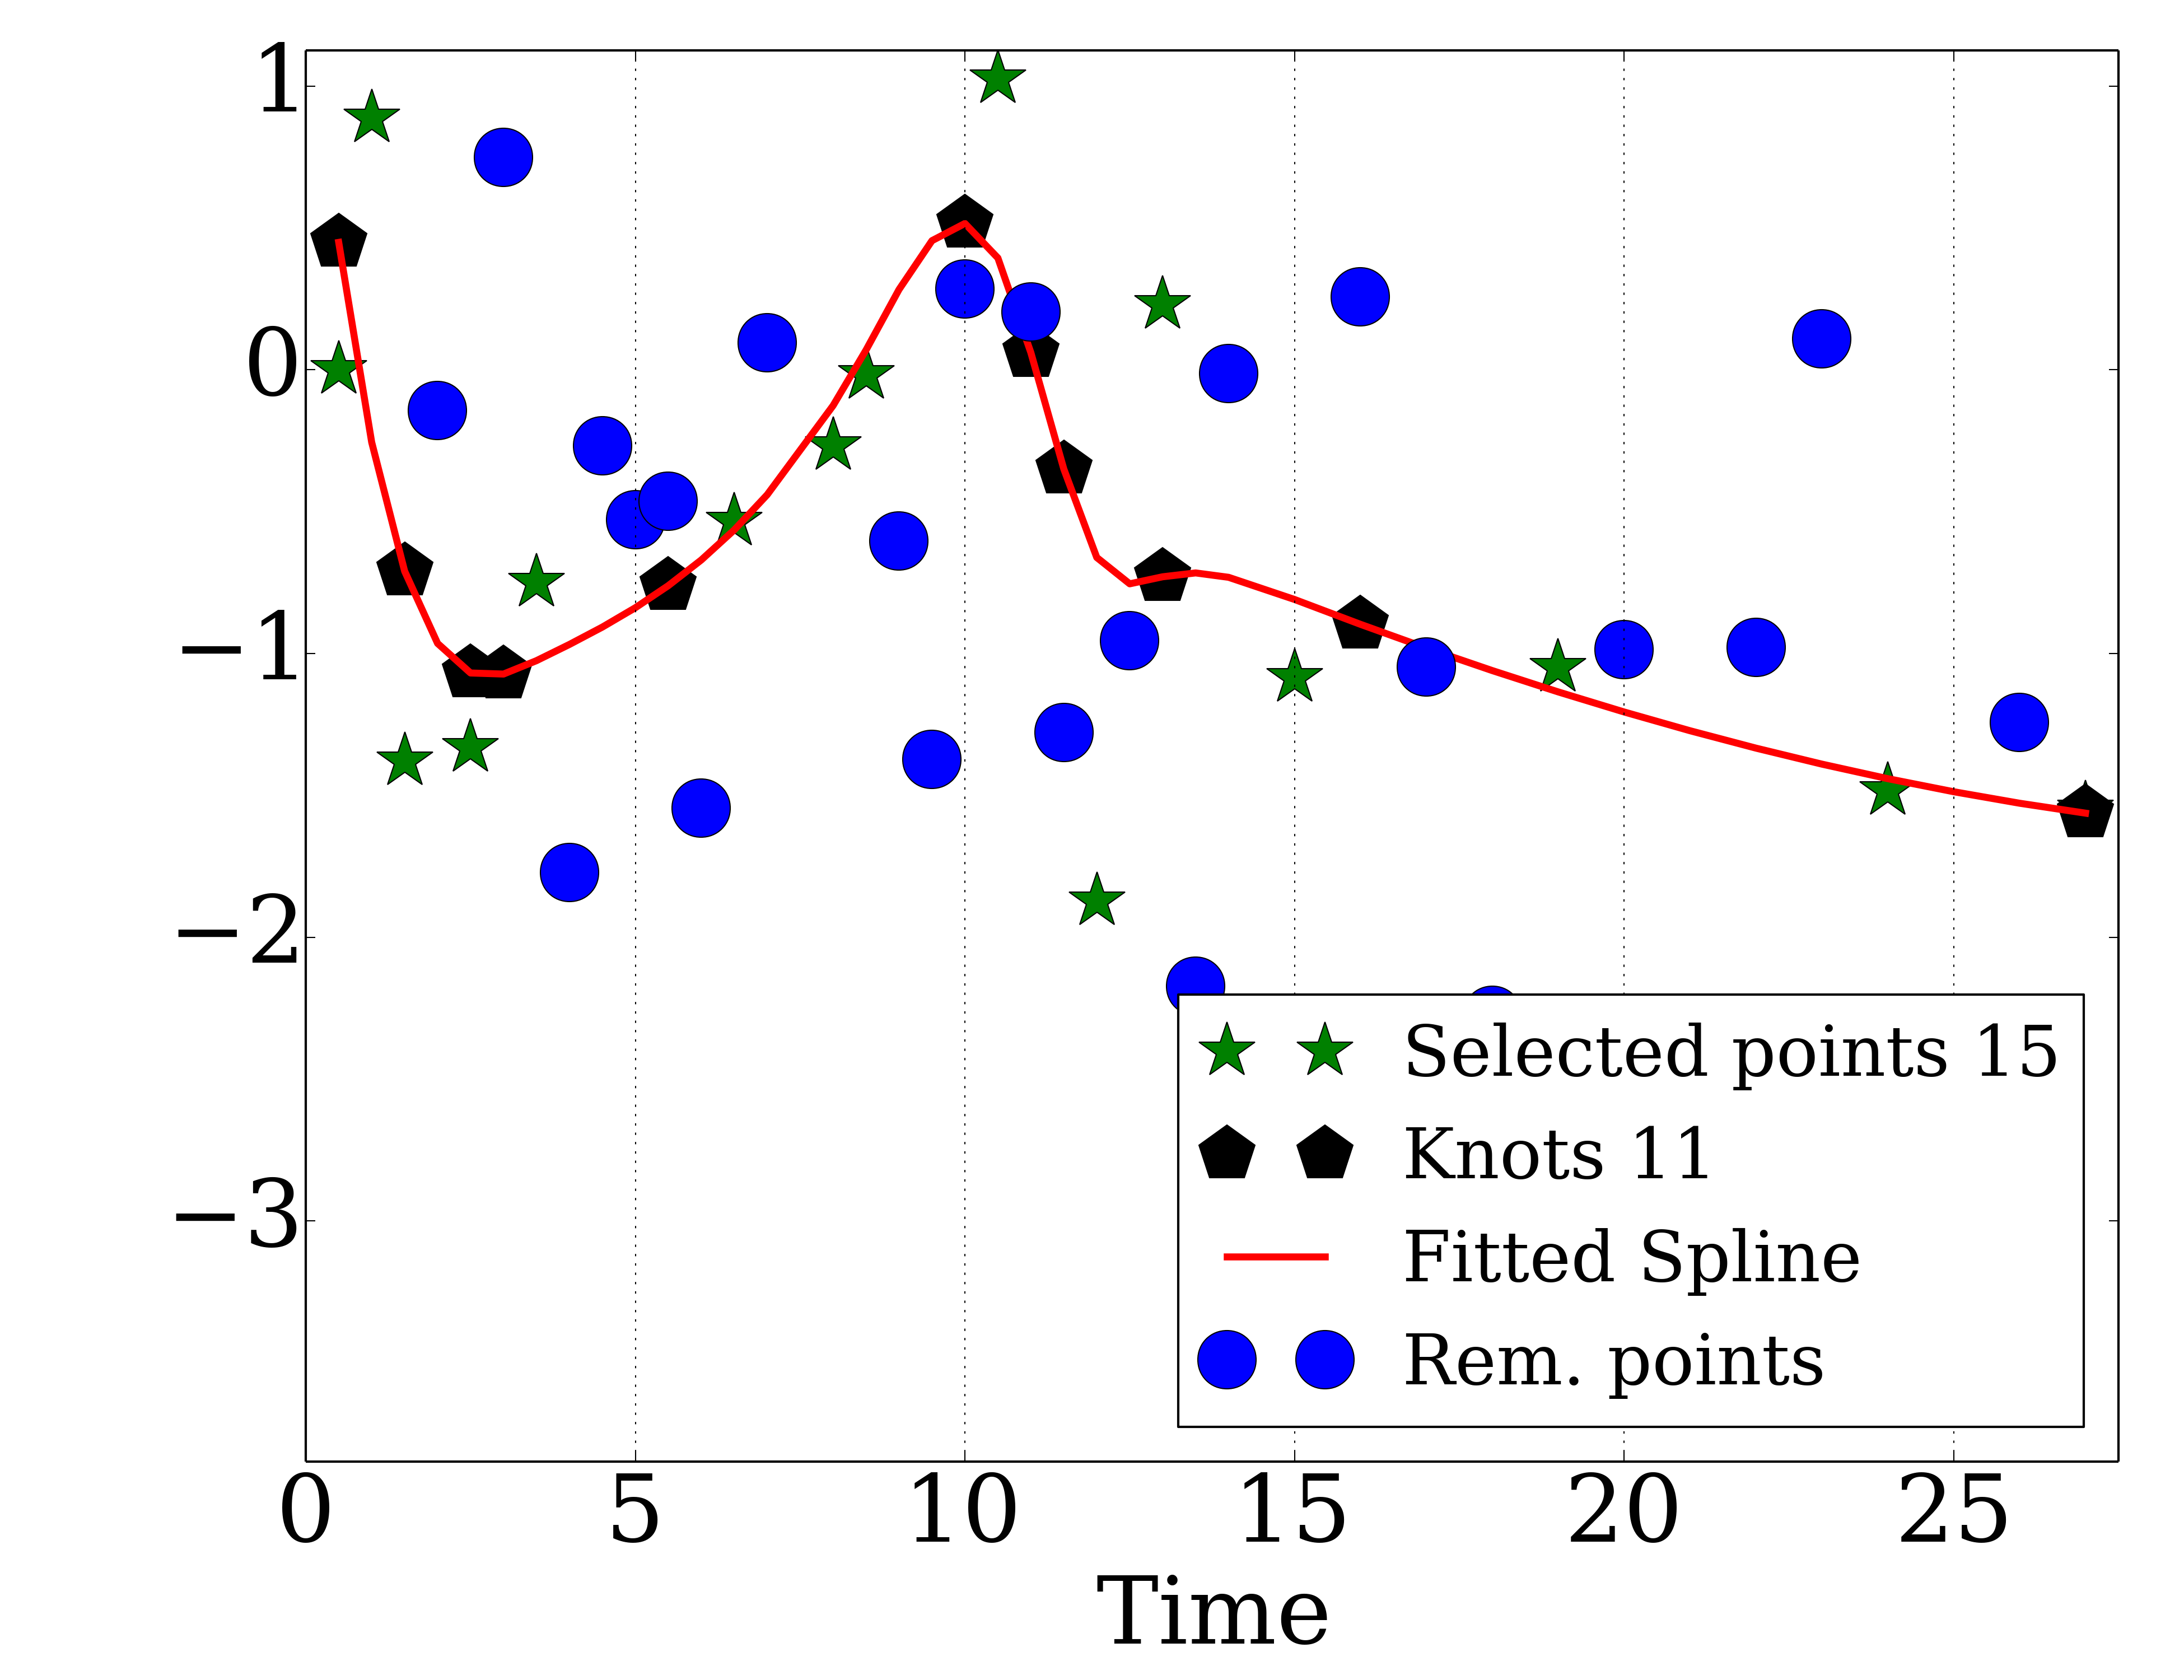 1
0
−1
−2
−3
Selected points 15
Knots 11
Fitted Spline
Rem. points
0 5 10 15 20 25
Time